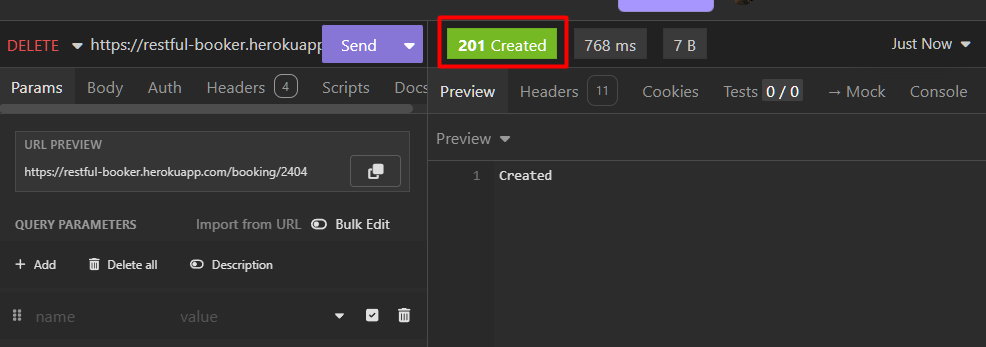 DELETE https://restful-booker.herokuapp Send
201 Created 768 ms 7 B Just Now
Params Body Auth Headers 4 Scripts Docs
Preview Headers 11 Cookies Tests 0 / 0 → Mock Console
URL PREVIEW
https://restful-booker.herokuapp.com/booking/2404
Preview
1 Created
QUERY PARAMETERS Import from URL Bulk Edit
+ Add Delete all Description
name value